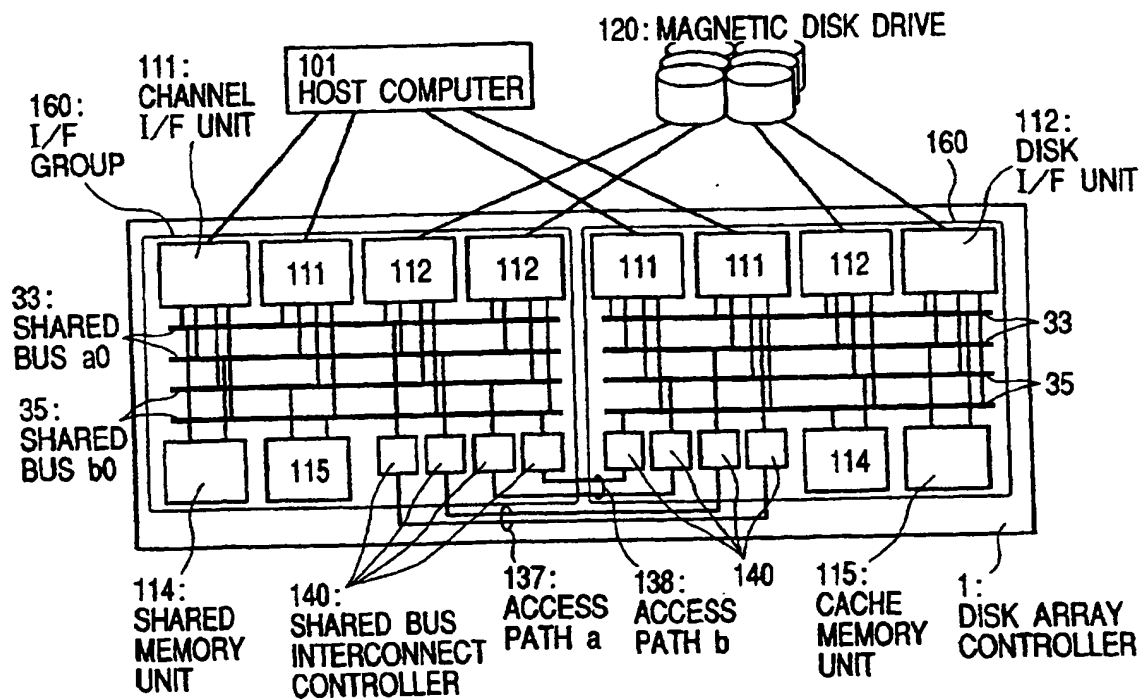 120: MAGNETIC DISK DRIVE
101
HOST COMPUTER
111:
CHANNEL
I/F UNIT
160:
I/F
GROUP
112:
DISK
I/F UNIT
160
111
112
112
111
111
112
33:
SHARED
BUS a0
33
35:
SHARED
BUS b0
35
115
114
114:
SHARED
MEMORY
UNIT
140:
SHARED BUS
INTERCONNECT
CONTROLLER
137:
ACCESS
PATH a
138:
ACCESS
PATH b
140
115:
CACHE
MEMORY
UNIT
1:
DISK ARRAY
CONTROLLER